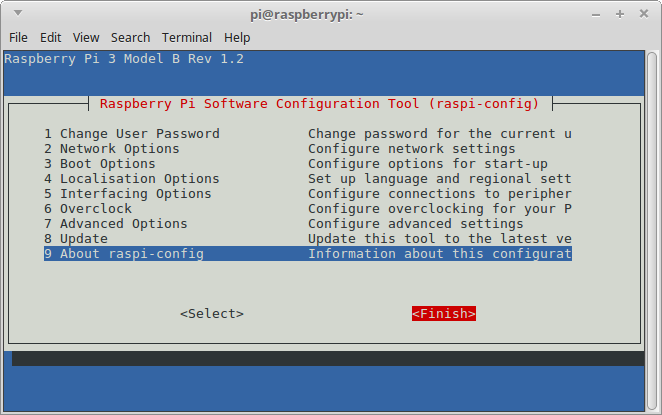 pi@raspberrypi: ~
File Edit View Search Terminal Help
Raspberry Pi 3 Model B Rev 1.2
Raspberry Pi Software Configuration Tool (raspi-config)
1 Change User Password Change password for the current u
2 Network Options Configure network settings
3 Boot Options Configure options for start-up
4 Localisation Options Set up language and regional sett
5 Interfacing Options Configure connections to peripher
6 Overclock Configure overclocking for your P
7 Advanced Options Configure advanced settings
8 Update Update this tool to the latest ve
9 About raspi-config Information about this configurat
<Select> <Finish>